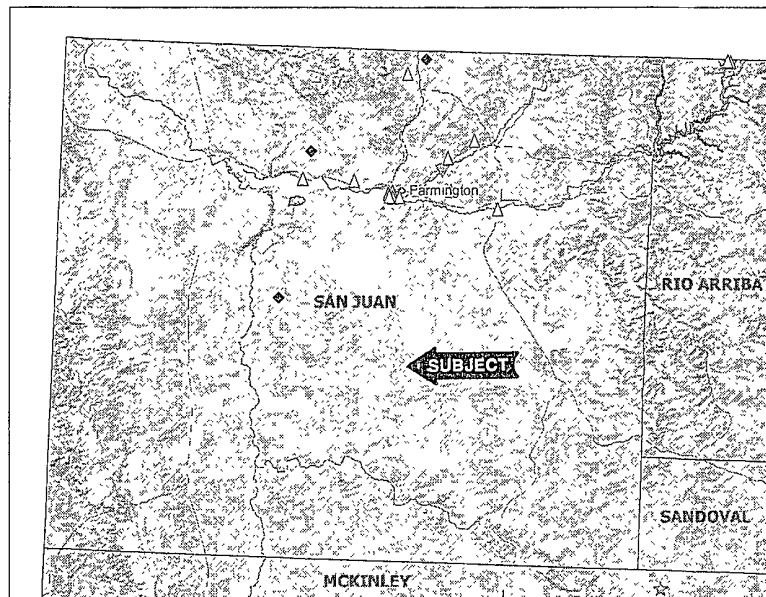 Farmington
RIO ARRIBA
SAN JUAN
SUBJECT
SANDOVAL
MCKINLEY